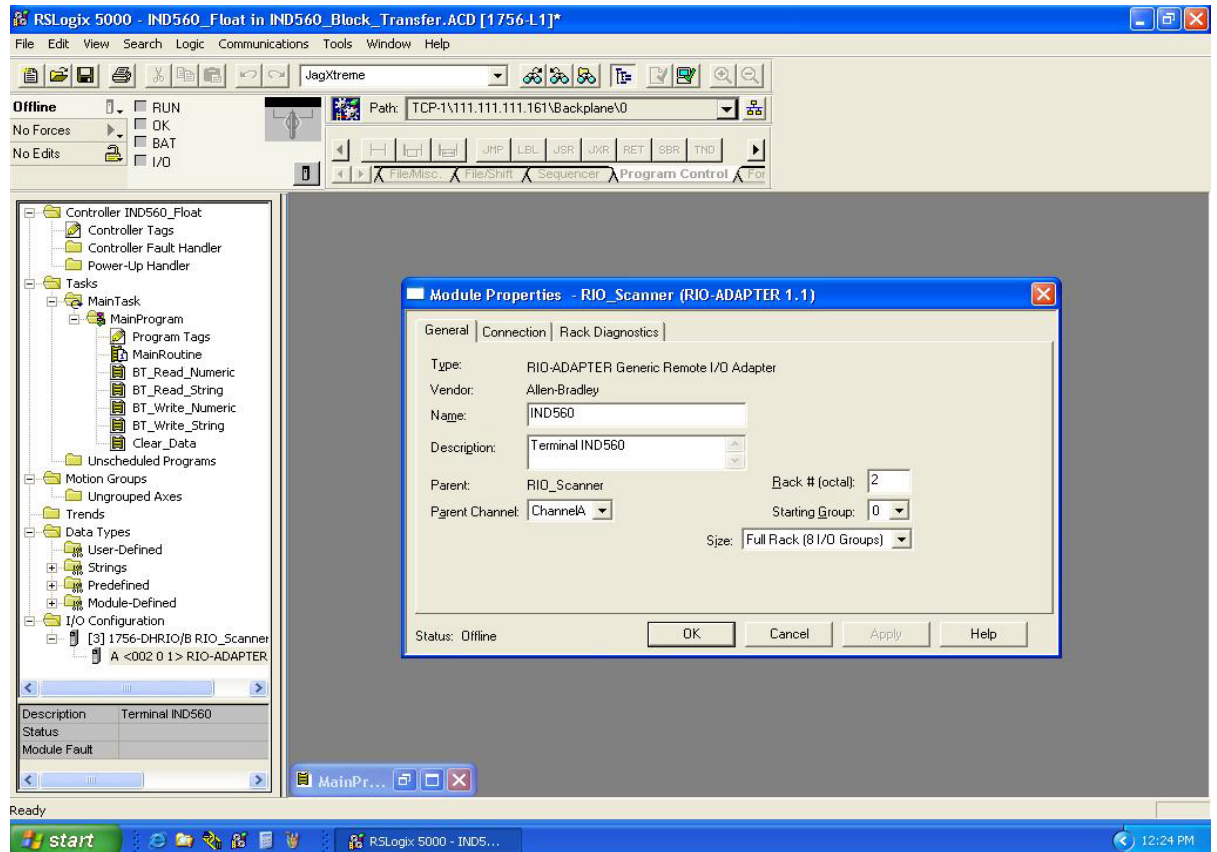 RSLogix 5000 - IND560_Float in IND560_Block_Transfer.ACD [1756-L1]*
File Edit View Search Logic Communications Tools Window Help
JagXtreme
Offline
RUN
No Forces
OK
No Edits
BAT
I/O
Path: TCP-1\111.111.111.161\Backplane\0
JMP LBL JSR JXR RET SBR TND
File/Misc. File/Shift Sequencer Program Control For
Controller IND560_Float
Controller Tags
Controller Fault Handler
Power-Up Handler
Tasks
MainTask
MainProgram
Program Tags
MainRoutine
BT_Read_Numeric
BT_Read_String
BT_Write_Numeric
BT_Write_String
Clear_Data
Unscheduled Programs
Motion Groups
Ungrouped Axes
Trends
Data Types
User-Defined
Strings
Predefined
Module-Defined
I/O Configuration
[3] 1756-DHRIO/B RIO_Scanner
A <002 0 1> RIO-ADAPTER
Description Terminal IND560
Status
Module Fault
Module Properties - RIO_Scanner (RIO-ADAPTER 1.1)
General Connection Rack Diagnostics
Type: RIO-ADAPTER Generic Remote I/O Adapter
Vendor: Allen-Bradley
Name: IND560
Description: Terminal IND560
Parent: RIO_Scanner
Rack # (octal): 2
Parent Channel: ChannelA
Starting Group: 0
Size: Full Rack (8 I/O Groups)
Status: Offline
OK Cancel Apply Help
MainPr...
Ready
start
RSLogix 5000 - IND5...
12:24 PM